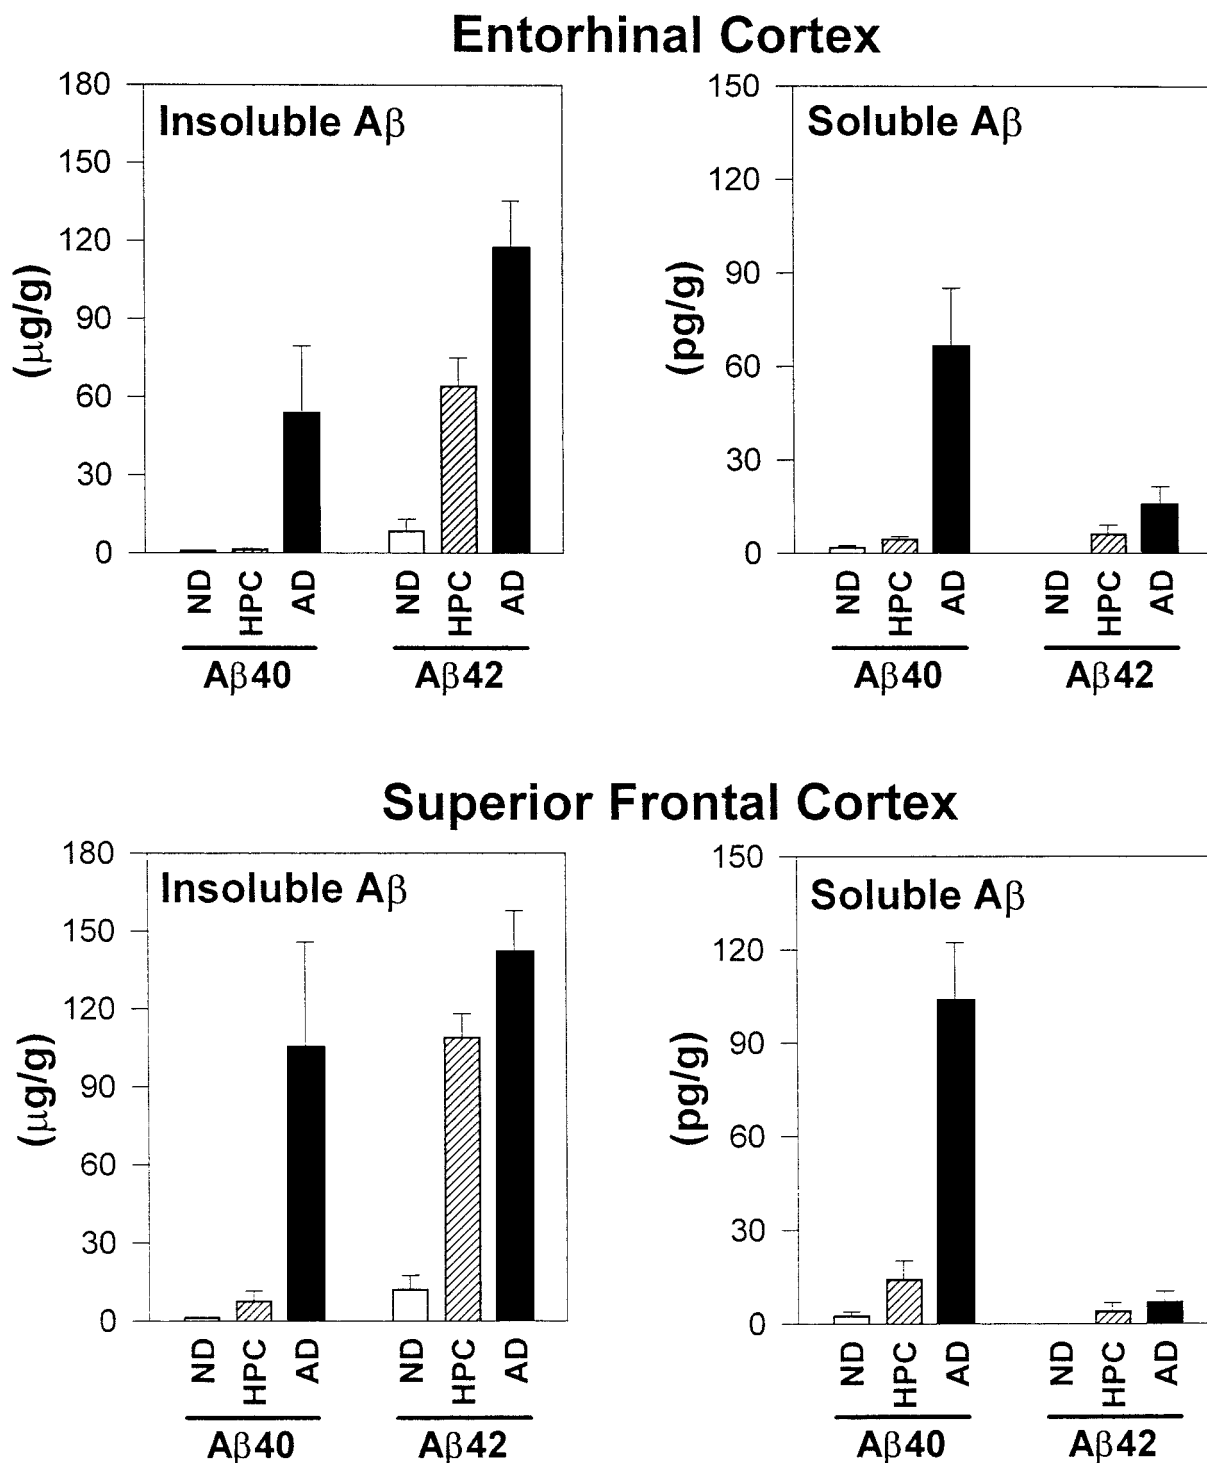 Entorhinal Cortex
180
150
120
90
60
30
0
(μg/g)
Insoluble Aβ
ND HPC AD ND HPC AD
Aβ40 Aβ42
150
120
90
60
30
0
(pg/g)
Soluble Aβ
ND HPC AD ND HPC AD
Aβ40 Aβ42
Superior Frontal Cortex
180
150
120
90
60
30
0
(μg/g)
Insoluble Aβ
ND HPC AD ND HPC AD
Aβ40 Aβ42
150
120
90
60
30
0
(pg/g)
Soluble Aβ
ND HPC AD ND HPC AD
Aβ40 Aβ42